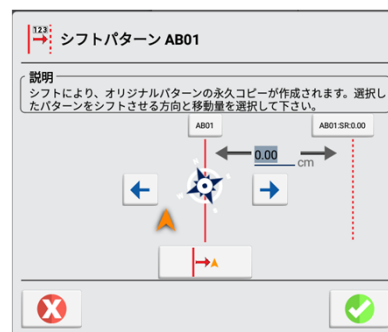 123
シフトパターン AB01
説明
シフトにより、オリジナルパターンの永久コピーが作成されます。選択し
たパターンをシフトさせる方向と移動量を選択して下さい。
AB01
AB01:SR:0.00
0.00
cm